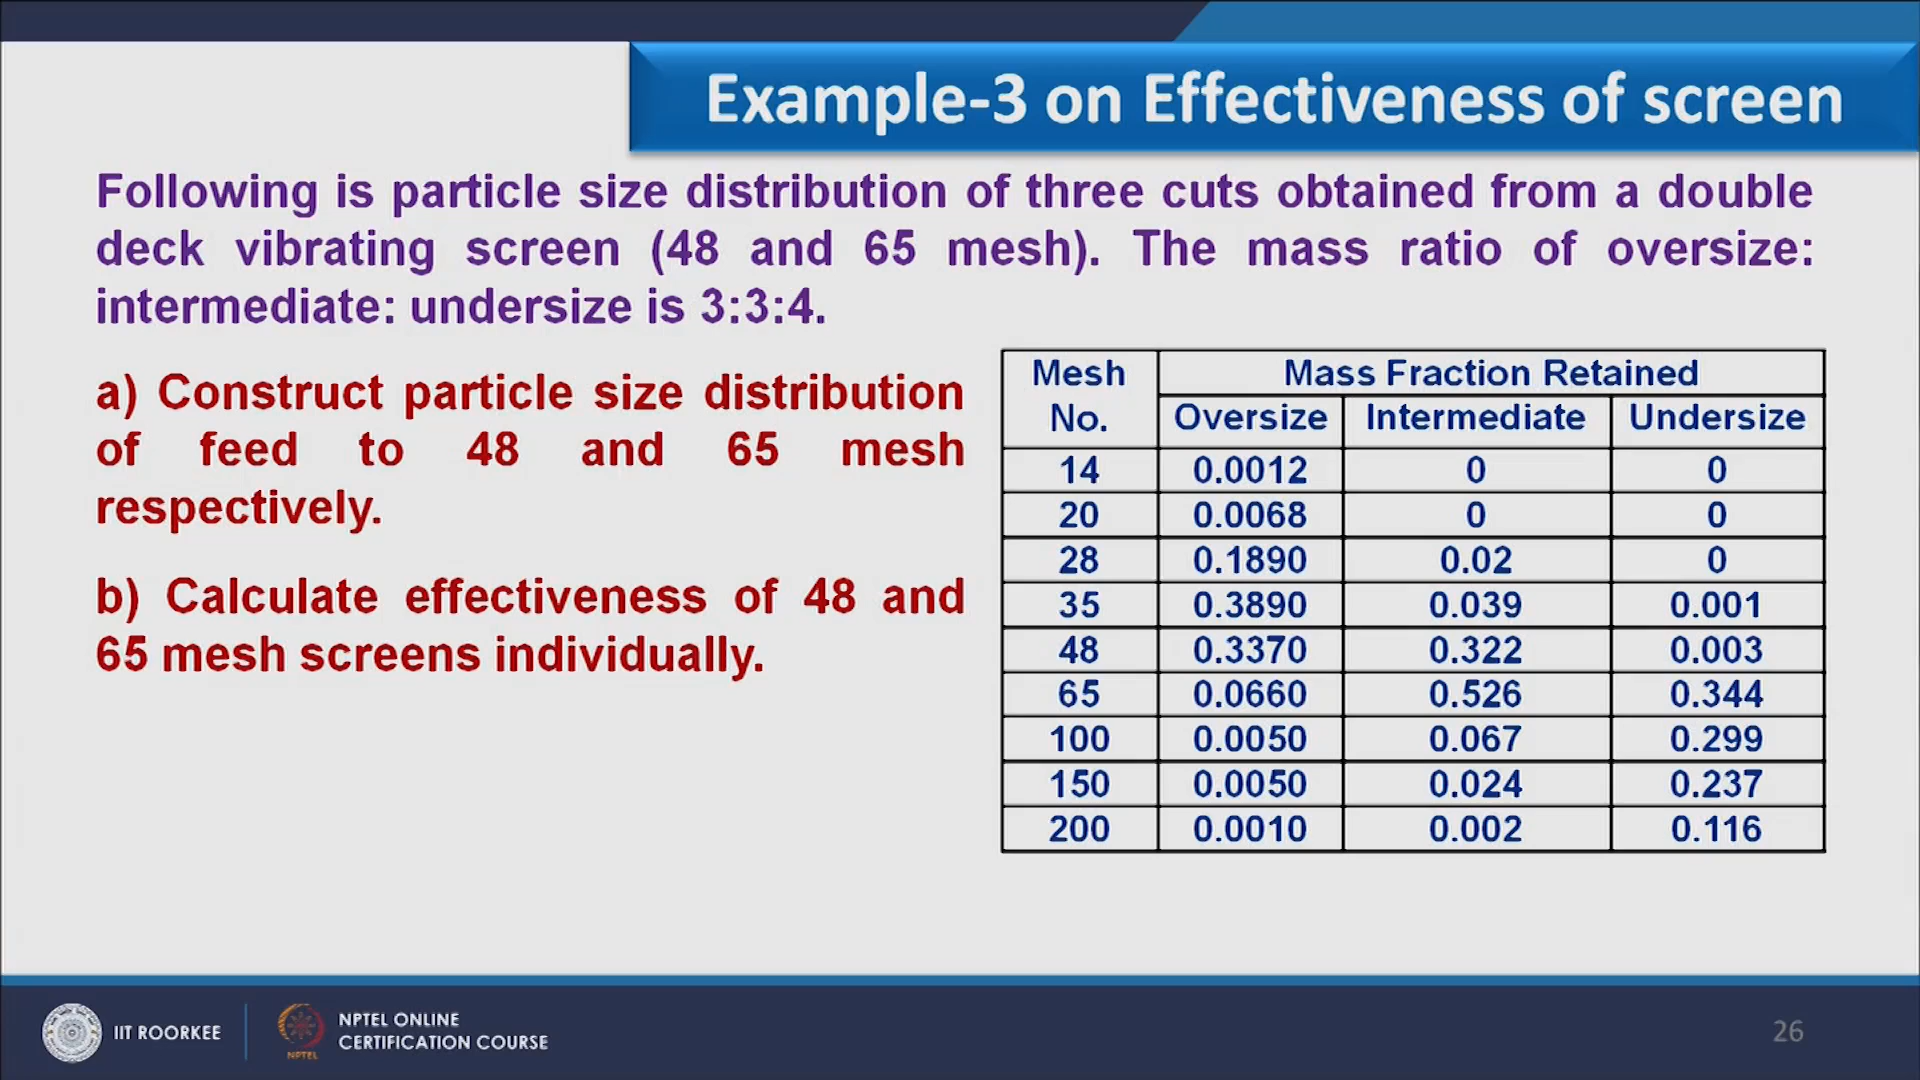 Example-3 on Effectiveness of screen
Following is particle size distribution of three cuts obtained from a double
deck vibrating screen (48 and 65 mesh). The mass ratio of oversize:
intermediate: undersize is 3:3:4.
a) Construct particle size distribution
of feed to 48 and 65 mesh
respectively.
b) Calculate effectiveness of 48 and
65 mesh screens individually.
Mesh No. Mass Fraction Retained
Oversize Intermediate Undersize
14 0.0012 0 0
20 0.0068 0 0
28 0.1890 0.02 0
35 0.3890 0.039 0.001
48 0.3370 0.322 0.003
65 0.0660 0.526 0.344
100 0.0050 0.067 0.299
150 0.0050 0.024 0.237
200 0.0010 0.002 0.116
IIT ROORKEE
NPTEL
NPTEL ONLINE
CERTIFICATION COURSE
26